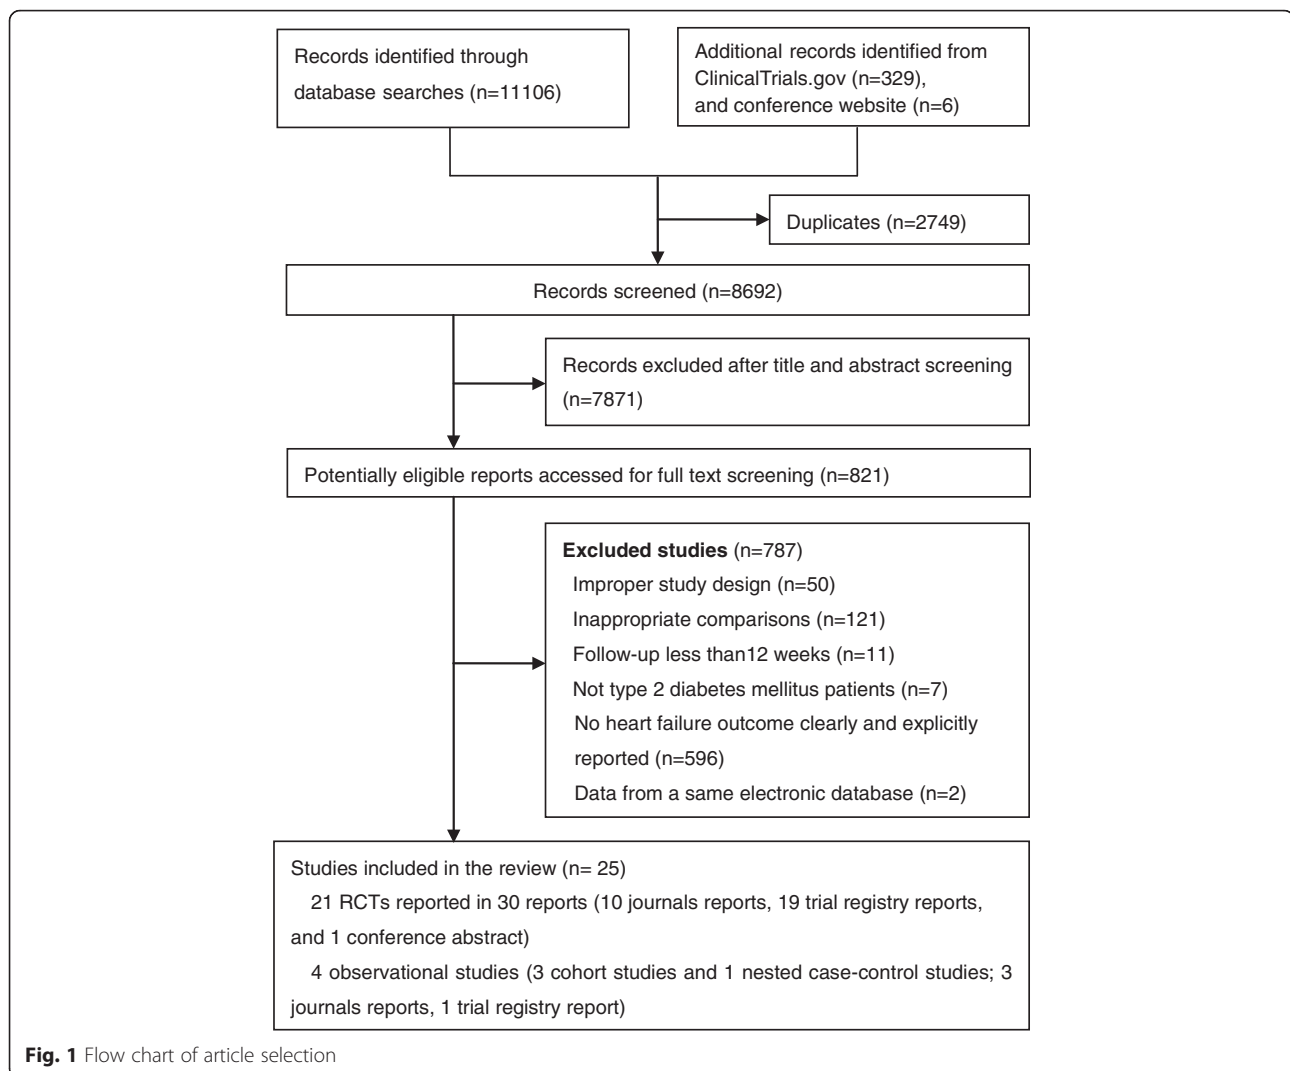 Records identified through
database searches (n=11106)
Additional records identified from
ClinicalTrials.gov (n=329),
and conference website (n=6)
Duplicates (n=2749)
Records screened (n=8692)
Records excluded after title and abstract screening
(n=7871)
Potentially eligible reports accessed for full text screening (n=821)
Excluded studies (n=787)
Improper study design (n=50)
Inappropriate comparisons (n=121)
Follow-up less than12 weeks (n=11)
Not type 2 diabetes mellitus patients (n=7)
No heart failure outcome clearly and explicitly
reported (n=596)
Data from a same electronic database (n=2)
Studies included in the review (n= 25)
21 RCTs reported in 30 reports (10 journals reports, 19 trial registry reports,
and 1 conference abstract)
4 observational studies (3 cohort studies and 1 nested case-control studies; 3
journals reports, 1 trial registry report)
Fig. 1 Flow chart of article selection